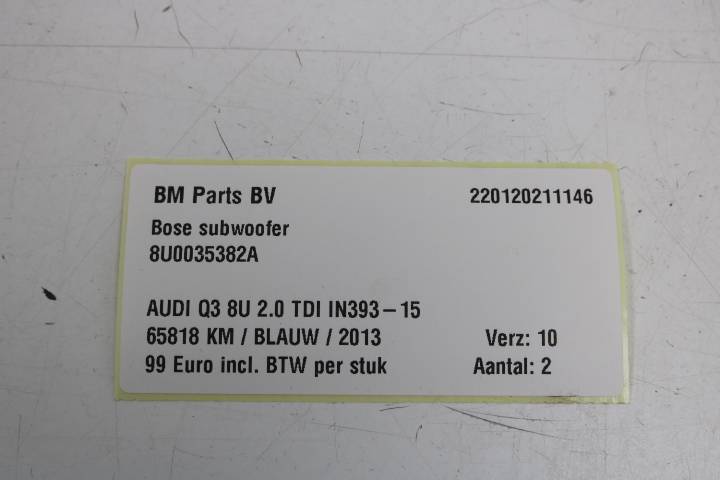 BM Parts BV 220120211146
Bose subwoofer
8U0035382A
AUDI Q3 8U 2.0 TDI IN393-15
65818 KM / BLAUW / 2013 Verz: 10
99 Euro incl. BTW per stuk Aantal: 2